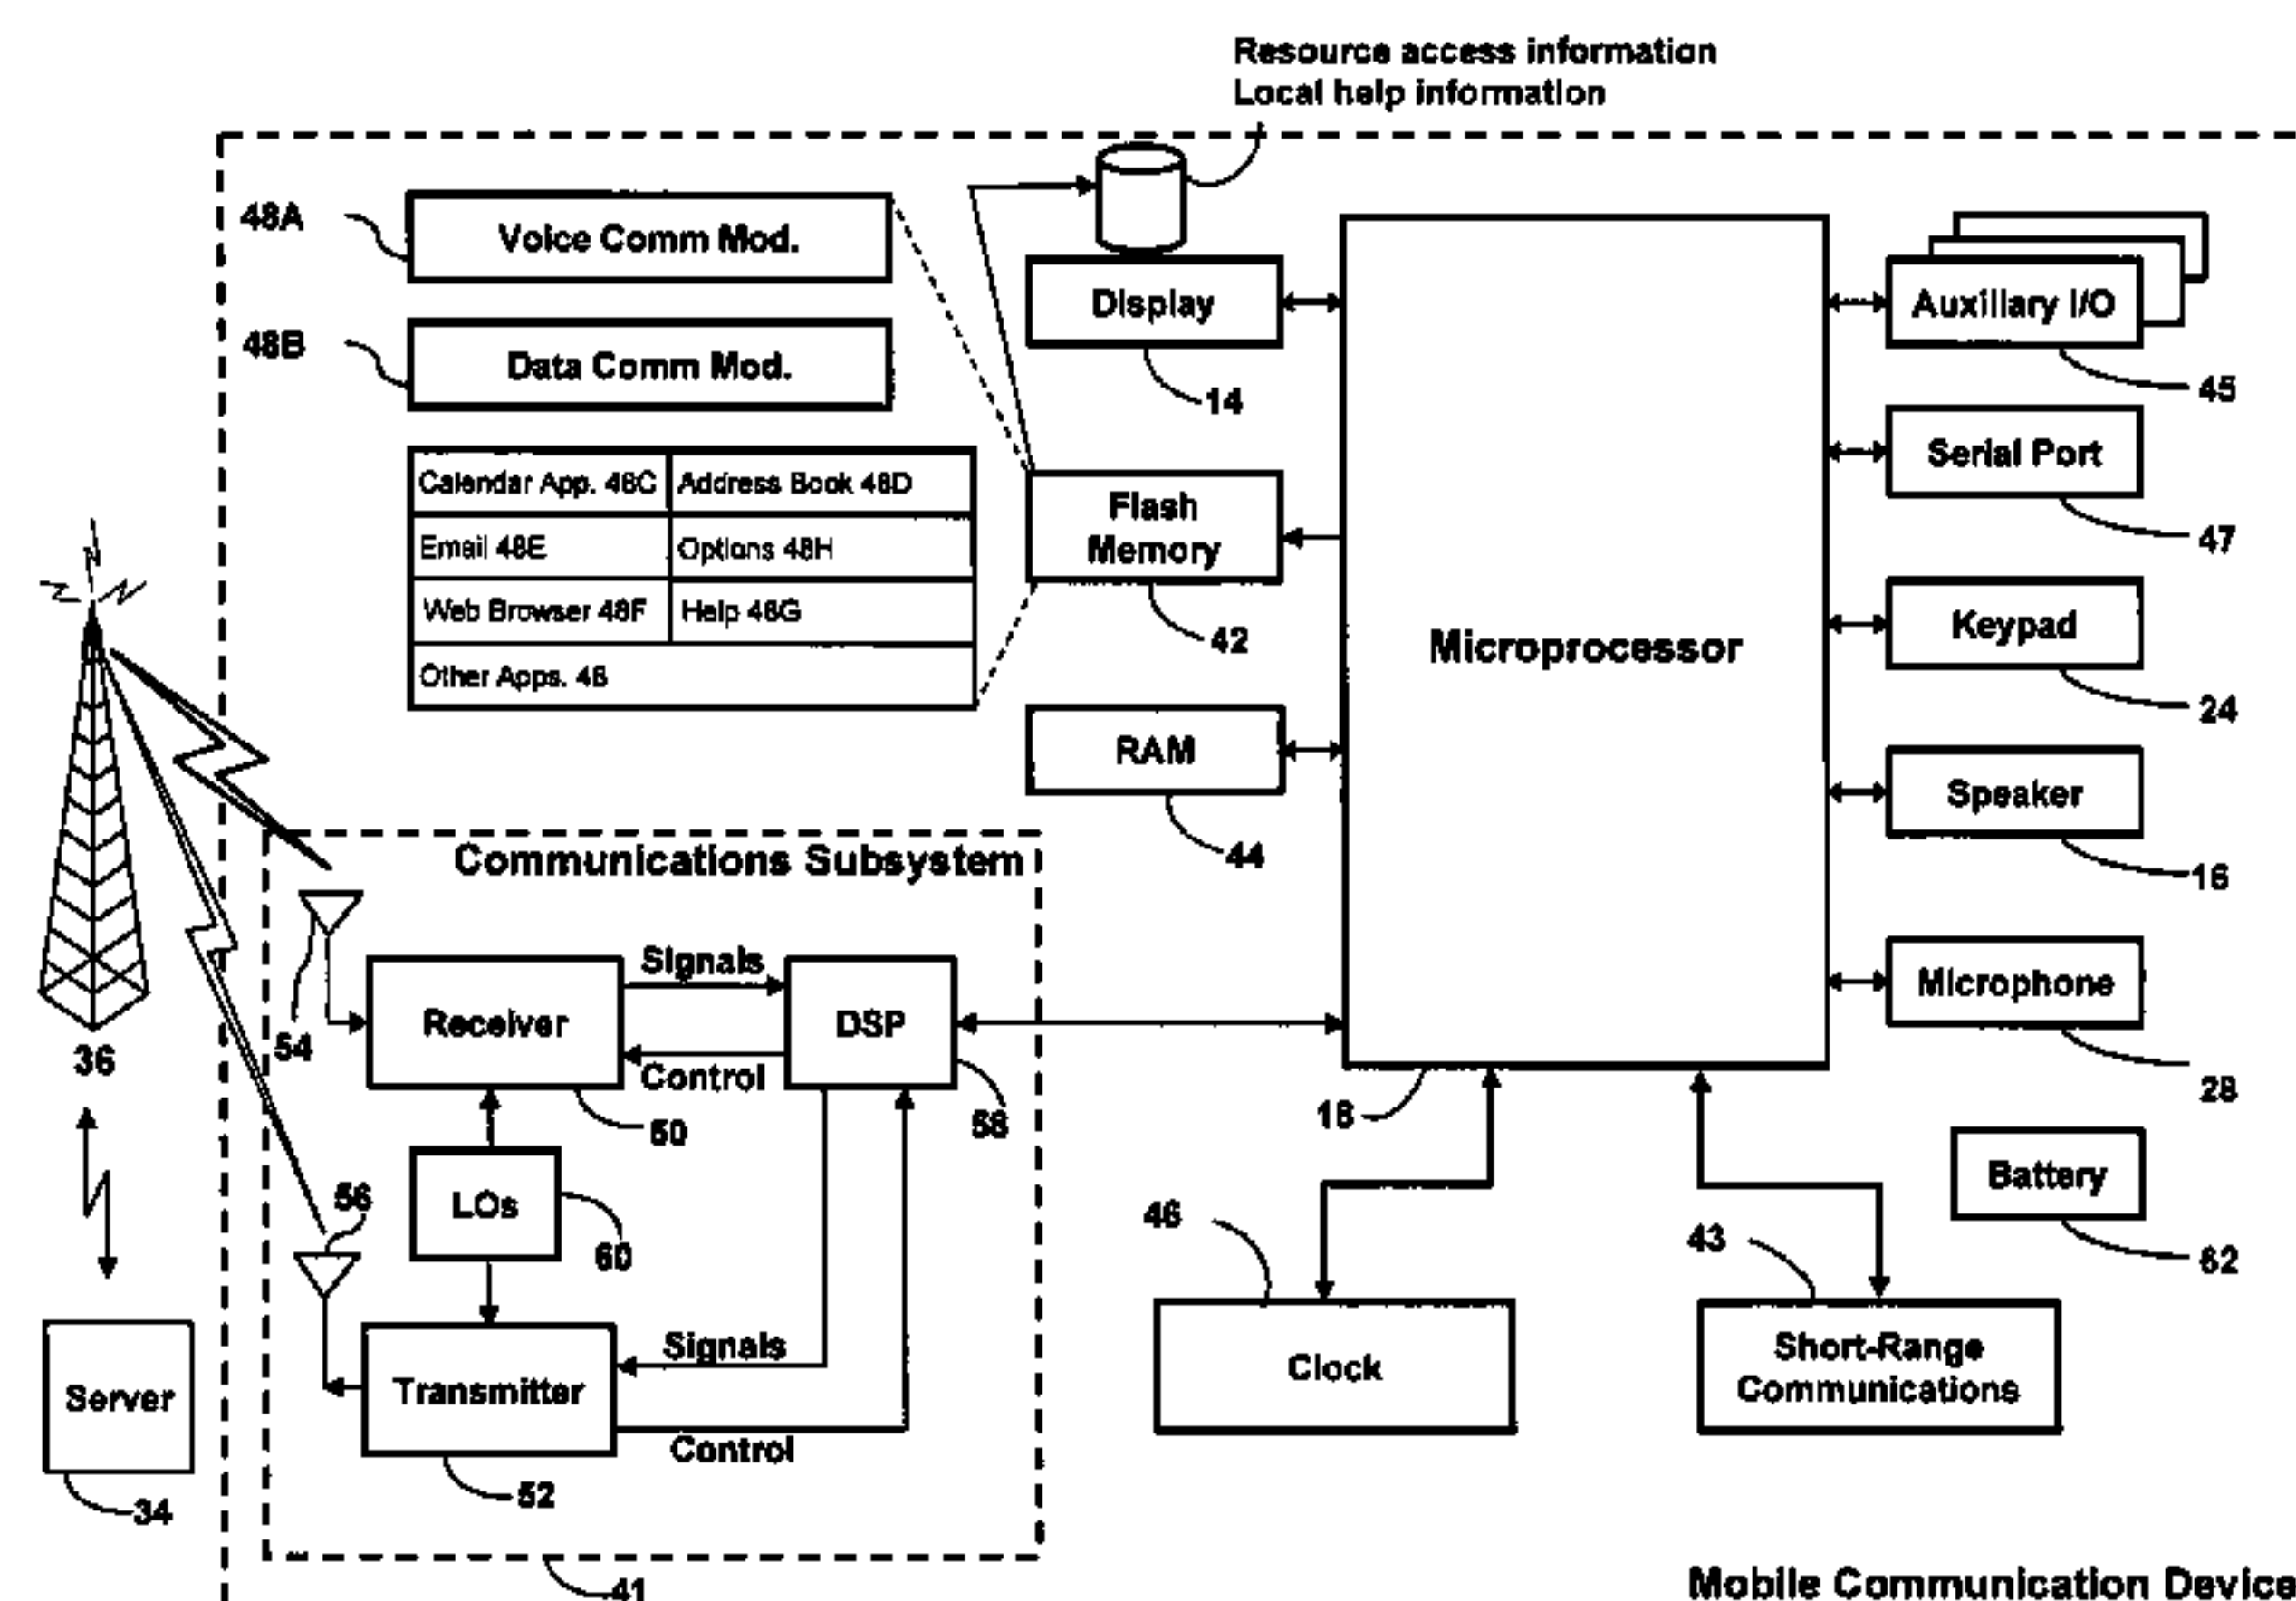 Resource access information
Local help information
48A
Voice Comm Mod.
48B
Data Comm Mod.
Calendar App. 48C
Address Book 48D
Email 48E
Options 48H
Web Browser 48F
Help 48G
Other Apps. 48
Display
14
Flash
Memory
42
RAM
44
Microprocessor
18
Auxillary I/O
45
Serial Port
47
Keypad
24
Speaker
16
Microphone
28
Battery
62
36
Server
34
Communications Subsystem
54
Receiver
50
Signals
Control
DSP
58
LOs
60
56
Transmitter
52
Signals
Control
41
46
Clock
43
Short-Range
Communications
Mobile Communication Device